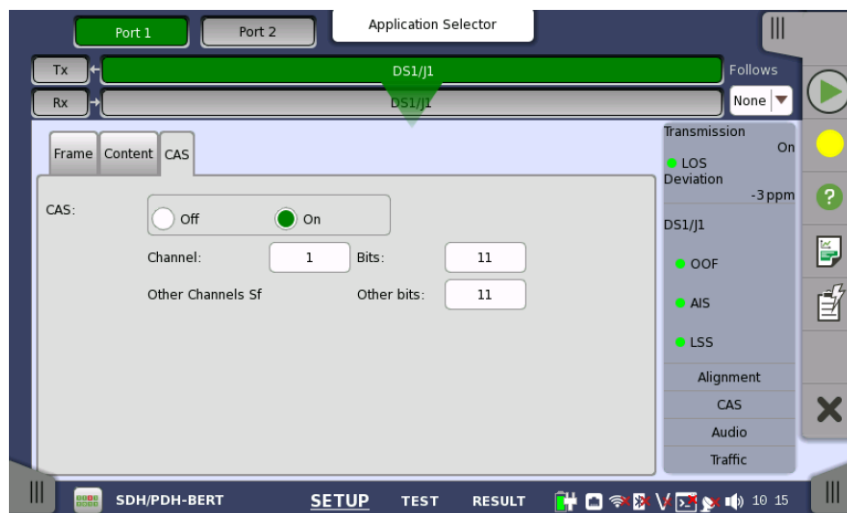 Port 1
Port 2
Application Selector
Tx
DS1/J1
Follows
Rx
DS1/J1
None
Frame
Content
CAS
CAS:
Off
On
Channel:
1
Bits:
11
Other Channels Sf
Other bits:
11
Transmission
On
LOS
Deviation
-3 ppm
DS1/J1
OOF
AIS
LSS
Alignment
CAS
Audio
Traffic
SDH/PDH-BERT
SETUP
TEST
RESULT
10 15